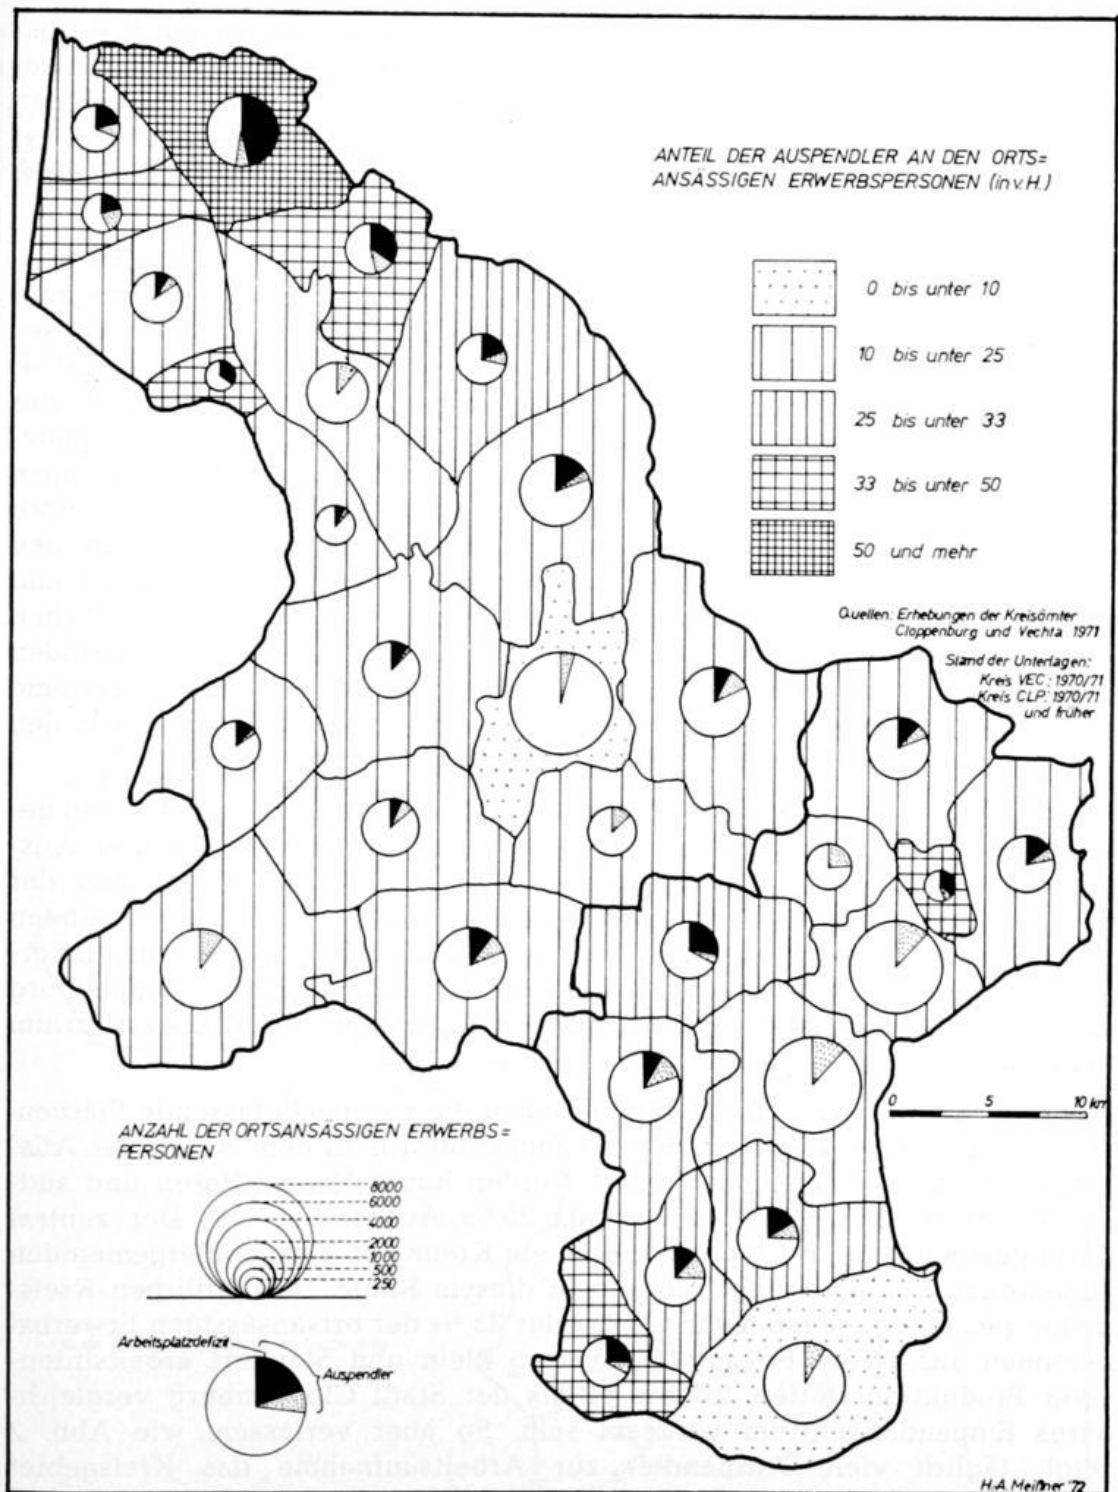 ANTEIL DER AUSPENDLER AN DEN ORTS=
ANSÄSSIGEN ERWERBSPERSONEN (in v. H.)
0 bis unter 10
10 bis unter 25
25 bis unter 33
33 bis unter 50
50 und mehr
Quellen: Erhebungen der Kreisämter
Cloppenburg und Vechta 1971
Stand der Unterlagen:
Kreis VEC: 1970/71
Kreis CLP: 1970/71
und früher
0 5 10 km
ANZAHL DER ORTSANSÄSSIGEN ERWERBS=
PERSONEN
8000
6000
4000
2000
1000
500
250
Arbeitsplatzdefizit
Auspendler
H.-A. Meißner '72